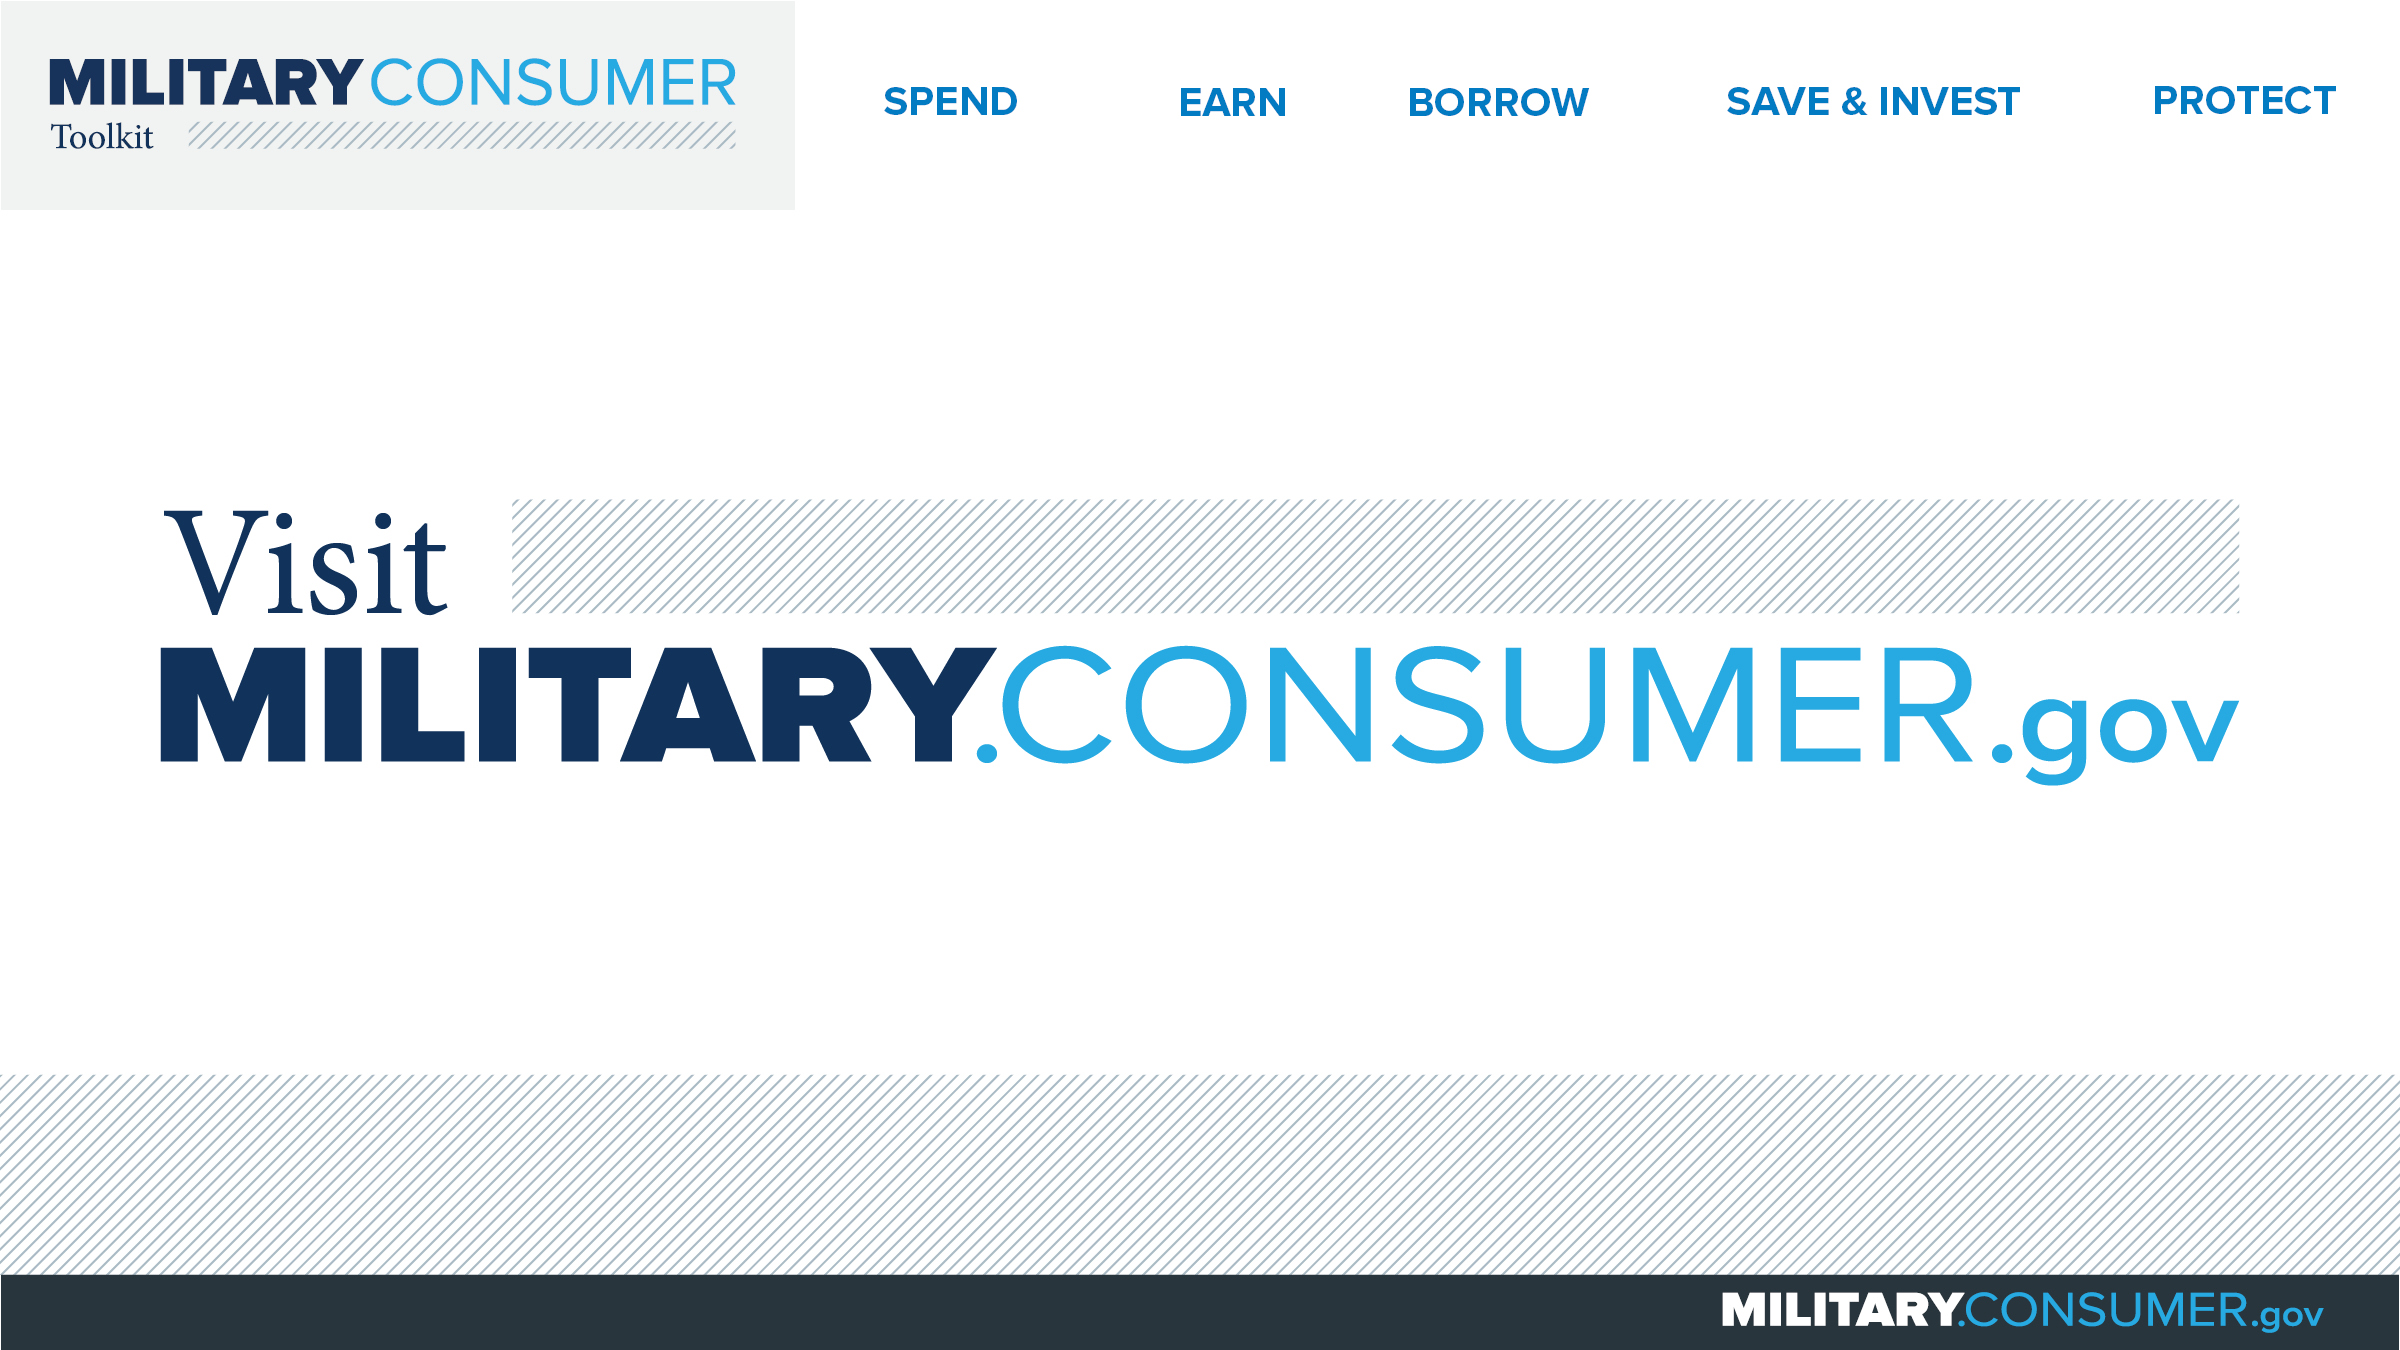 MILITARYCONSUMER
Toolkit
SPEND EARN BORROW SAVE & INVEST PROTECT
Visit
MILITARY.CONSUMER.gov
MILITARY.CONSUMER.gov